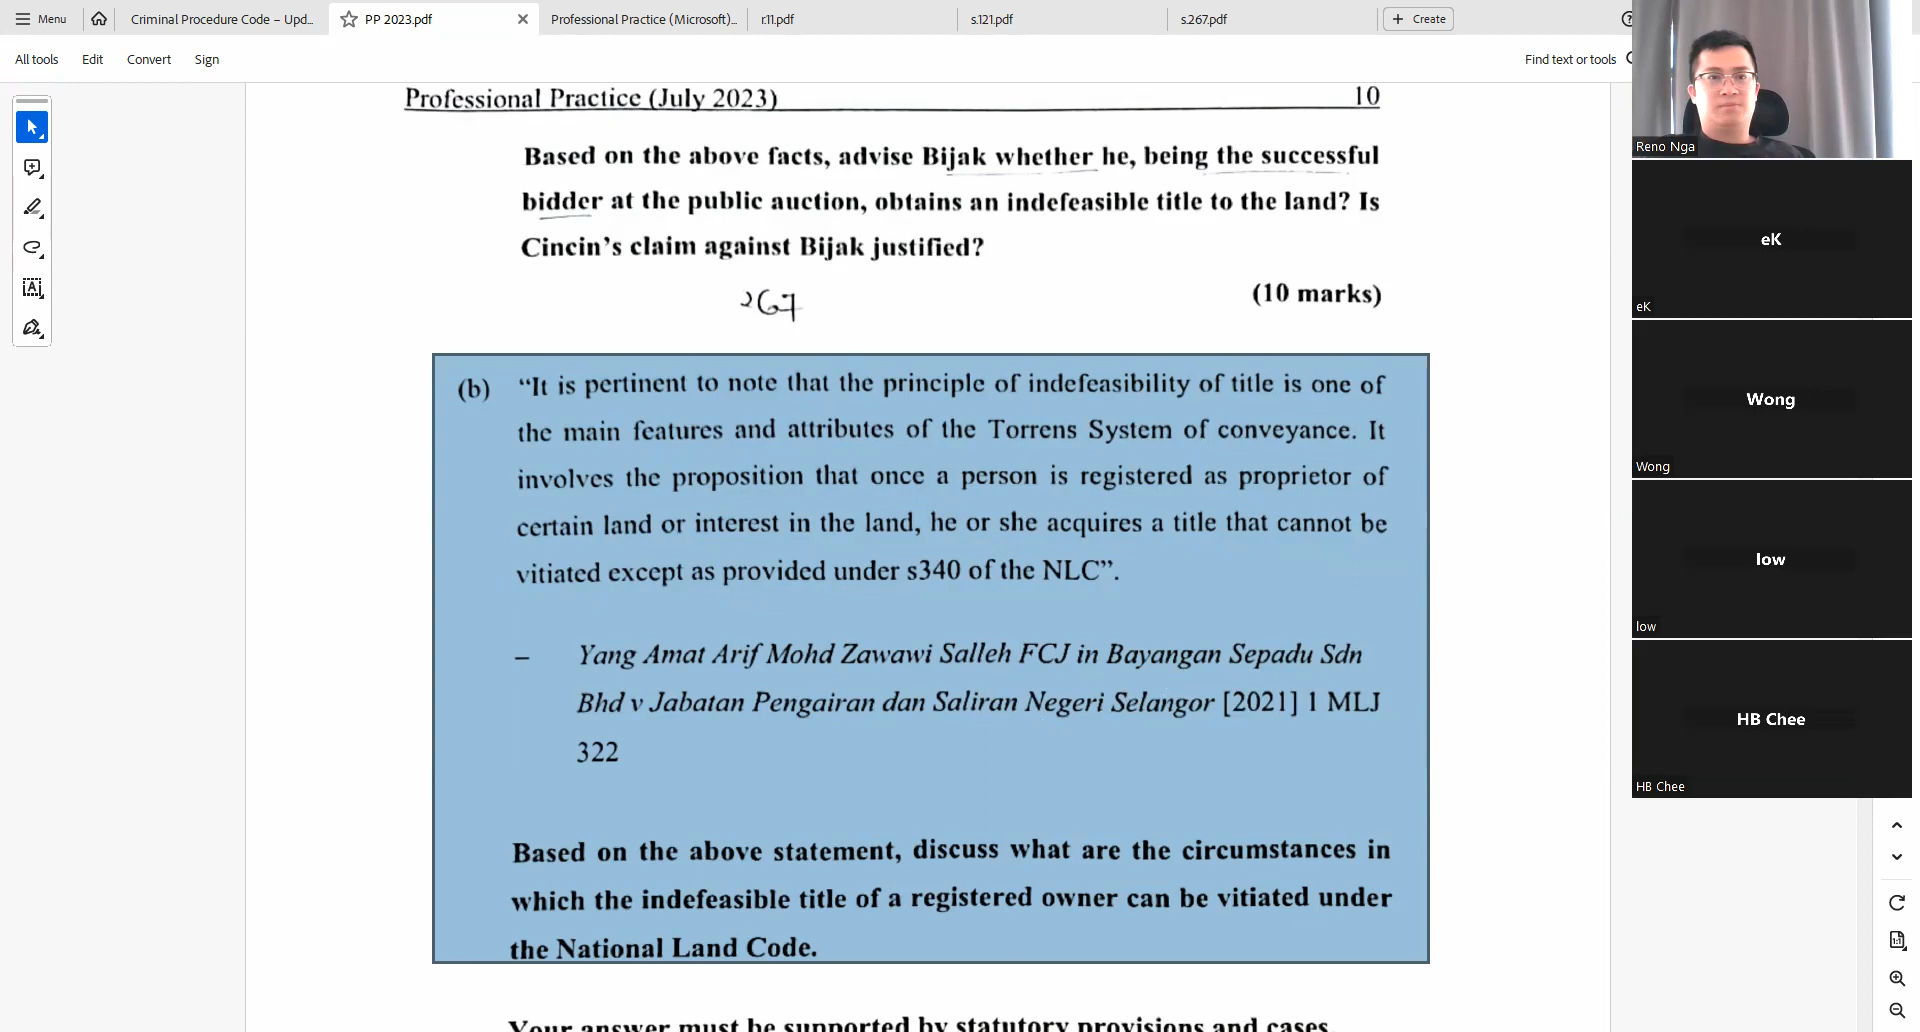 Menu
Criminal Procedure Code – Upd...
PP 2023.pdf
Professional Practice (Microsoft)...
r.11.pdf
s.121.pdf
s.267.pdf
+ Create
All tools
Edit
Convert
Sign
Find text or tools
Professional Practice (July 2023) 10
Based on the above facts, advise Bijak whether he, being the successful
bidder at the public auction, obtains an indefeasible title to the land? Is
Cincin's claim against Bijak justified?
267
(10 marks)
(b) “It is pertinent to note that the principle of indefeasibility of title is one of
the main features and attributes of the Torrens System of conveyance. It
involves the proposition that once a person is registered as proprietor of
certain land or interest in the land, he or she acquires a title that cannot be
vitiated except as provided under s340 of the NLC”.
– Yang Amat Arif Mohd Zawawi Salleh FCJ in Bayangan Sepadu Sdn
Bhd v Jabatan Pengairan dan Saliran Negeri Selangor [2021] 1 MLJ
322
Based on the above statement, discuss what are the circumstances in
which the indefeasible title of a registered owner can be vitiated under
the National Land Code.
Your answer must be supported by statutory provisions and cases.
Reno Nga
eK
eK
Wong
Wong
low
low
HB Chee
HB Chee